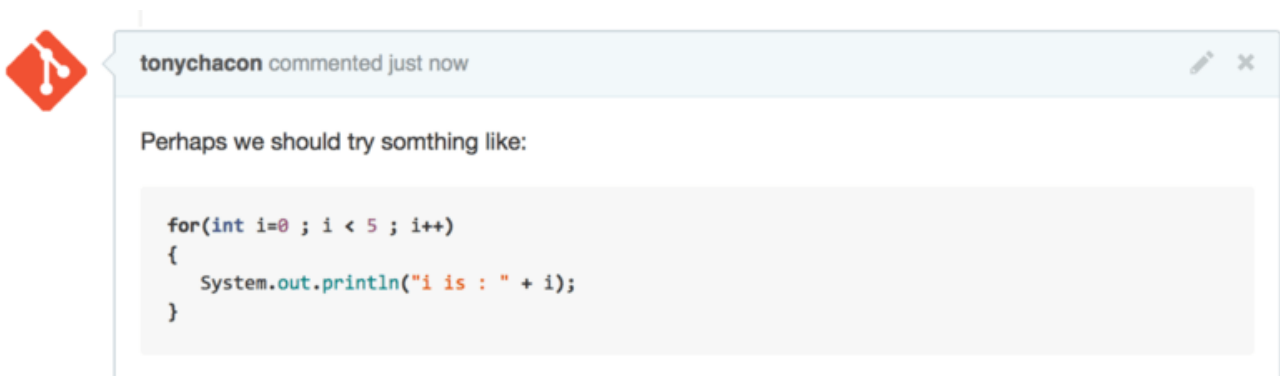 tonychacon commented just now
Perhaps we should try somthing like:
for(int i=0 ; i < 5 ; i++)
{
   System.out.println("i is : " + i);
}